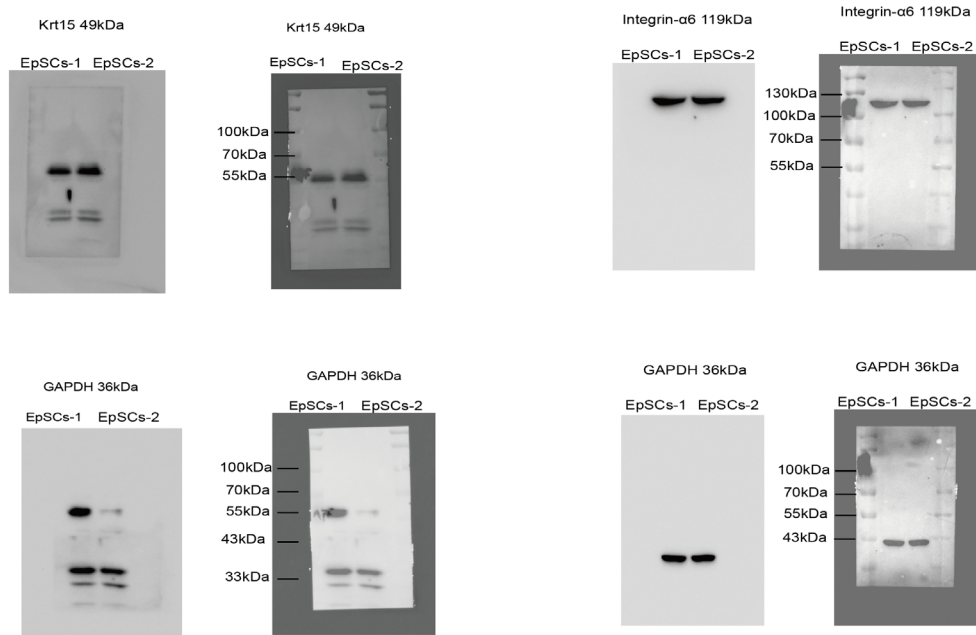 Krt15 49kDa
EpSCs-1 EpSCs-2
Krt15 49kDa
EpSCs-1 EpSCs-2
100kDa
70kDa
55kDa
Integrin-α6 119kDa
EpSCs-1 EpSCs-2
Integrin-α6 119kDa
EpSCs-1 EpSCs-2
130kDa
100kDa
70kDa
55kDa
GAPDH 36kDa
EpSCs-1 EpSCs-2
GAPDH 36kDa
EpSCs-1 EpSCs-2
100kDa
70kDa
55kDa
43kDa
33kDa
GAPDH 36kDa
EpSCs-1 EpSCs-2
GAPDH 36kDa
EpSCs-1 EpSCs-2
100kDa
70kDa
55kDa
43kDa